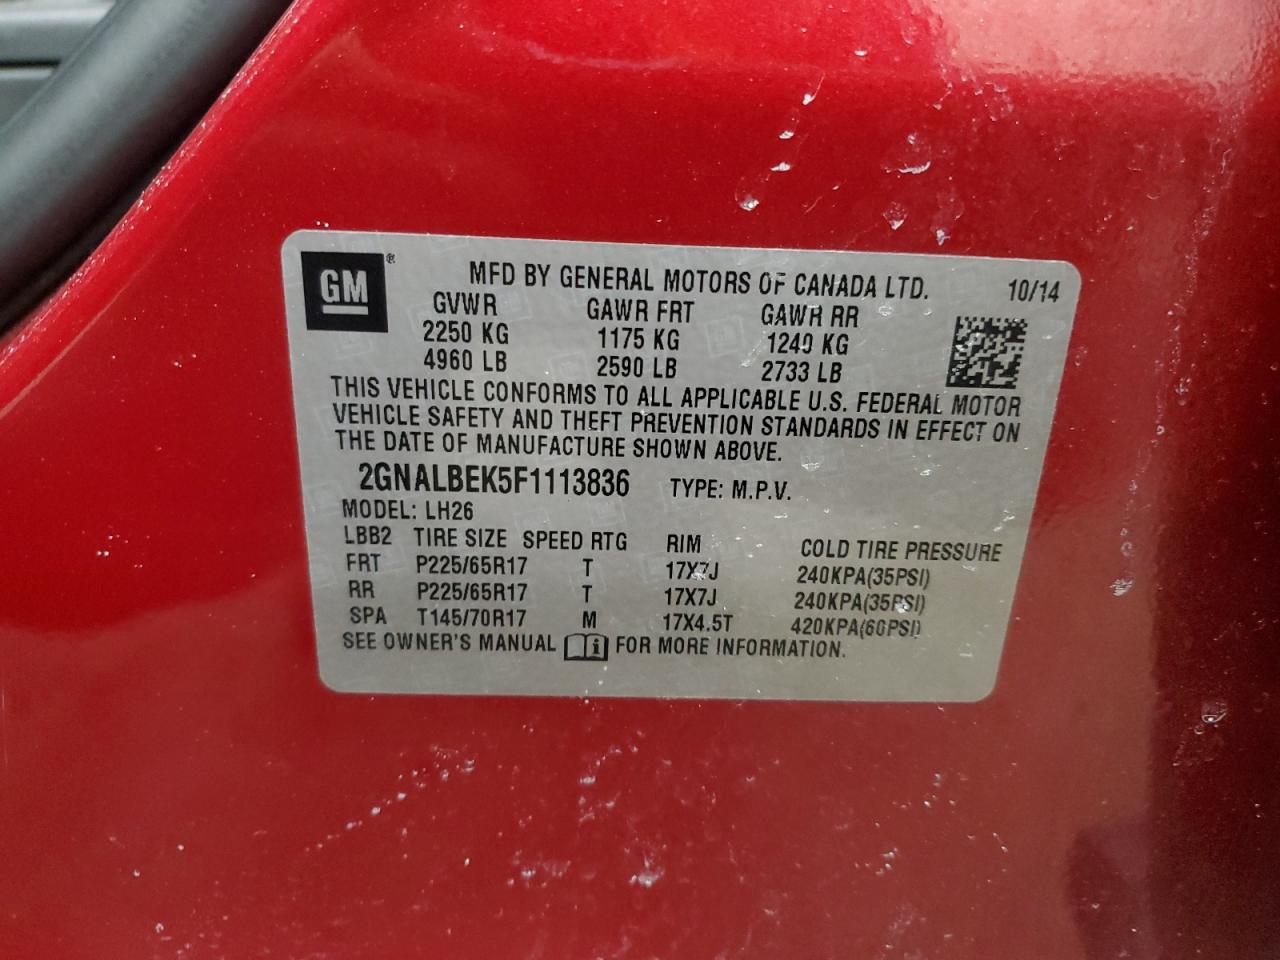 GM ® MFD BY GENERAL MOTORS OF CANADA LTD. 10/14
GVWR GAWR FRT GAWR RR
2250 KG 1175 KG 1240 KG
4960 LB 2590 LB 2733 LB
THIS VEHICLE CONFORMS TO ALL APPLICABLE U.S. FEDERAL MOTOR
VEHICLE SAFETY AND THEFT PREVENTION STANDARDS IN EFFECT ON
THE DATE OF MANUFACTURE SHOWN ABOVE.
2GNALBEK5F1113836 TYPE: M.P.V.
MODEL: LH26
LBB2 TIRE SIZE SPEED RTG RIM COLD TIRE PRESSURE
FRT P225/65R17 T 17X7J 240KPA(35PSI)
RR P225/65R17 T 17X7J 240KPA(35PSI)
SPA T145/70R17 M 17X4.5T 420KPA(60PSI)
SEE OWNER'S MANUAL i FOR MORE INFORMATION.